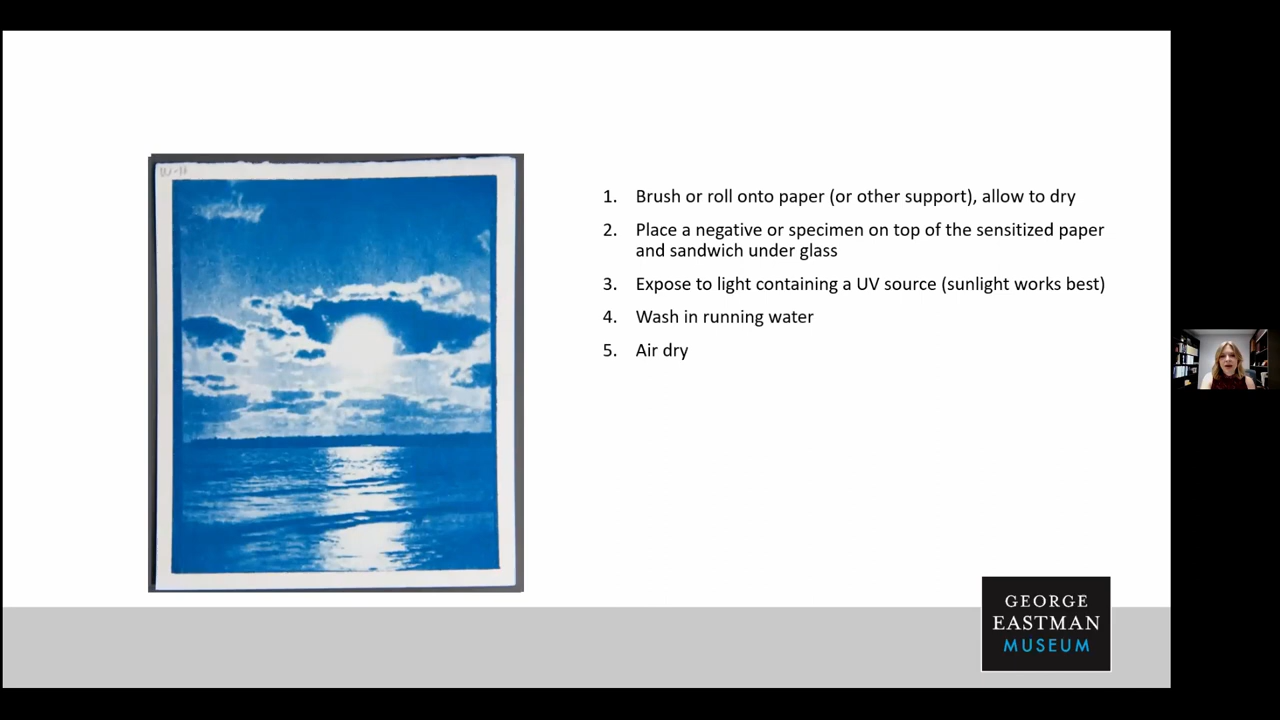 1. Brush or roll onto paper (or other support), allow to dry
2. Place a negative or specimen on top of the sensitized paper
and sandwich under glass
3. Expose to light containing a UV source (sunlight works best)
4. Wash in running water
5. Air dry
GEORGE
EASTMAN
MUSEUM